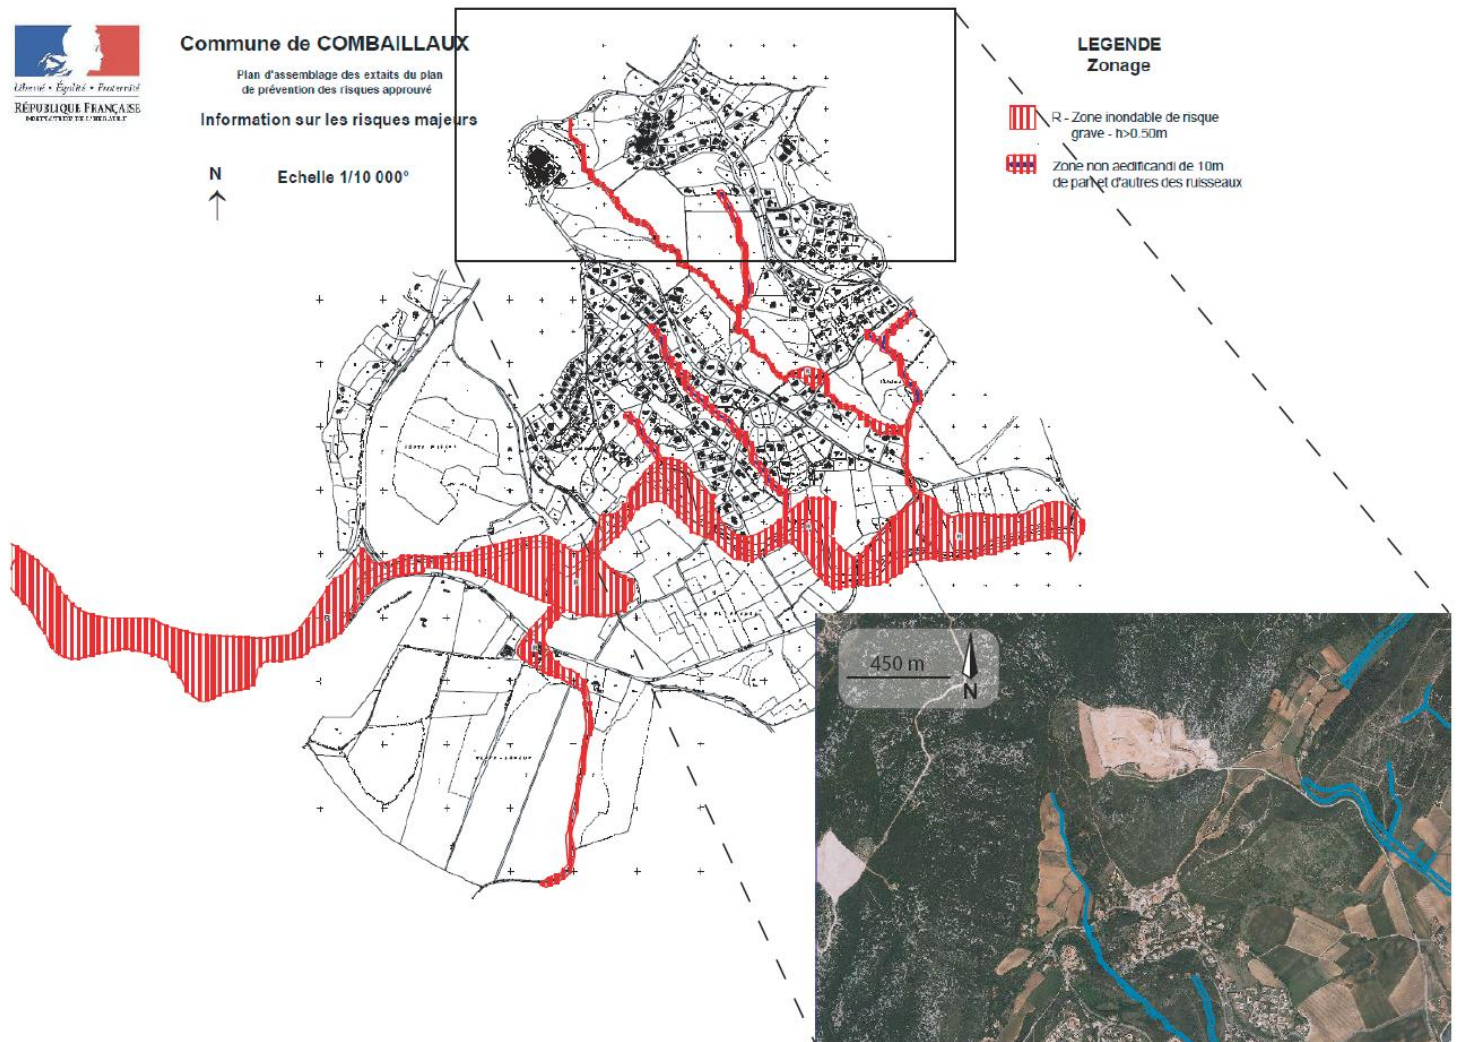 Liberté • Égalité • Fraternité
RÉPUBLIQUE FRANÇAISE
Commune de COMBAILLAUX
Plan d'assemblage des extaits du plan
de prévention des risques approuvé
Information sur les risques majeurs
N
Echelle 1/10 000°
LEGENDE
Zonage
R - Zone inondable de risque
grave - h>0.50m
Zone non aedificandi de 10m
de part et d'autres des ruisseaux
R
R
R
R
R
R
450 m
N